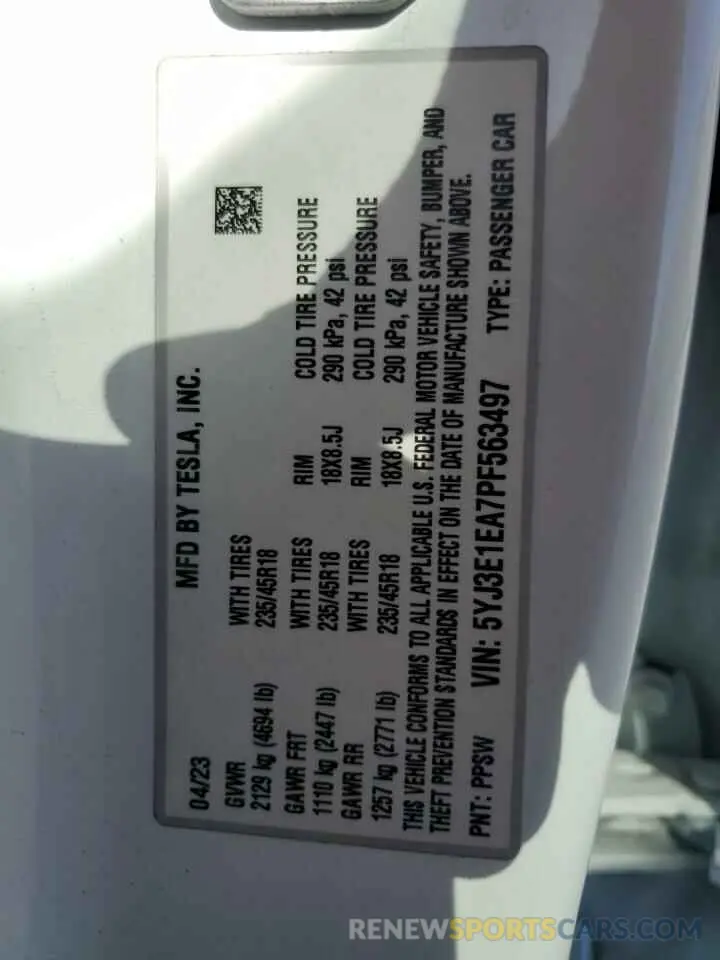 MFD BY TESLA, INC.
04/23
GVWR WITH TIRES
2129 kg (4694 lb) 235/45R18
GAWR FRT WITH TIRES RIM COLD TIRE PRESSURE
1110 kg (2447 lb) 235/45R18 18X8.5J 290 kPa, 42 psi
GAWR RR WITH TIRES RIM COLD TIRE PRESSURE
1257 kg (2771 lb) 235/45R18 18X8.5J 290 kPa, 42 psi
THIS VEHICLE CONFORMS TO ALL APPLICABLE U.S. FEDERAL MOTOR VEHICLE SAFETY, BUMPER, AND
THEFT PREVENTION STANDARDS IN EFFECT ON THE DATE OF MANUFACTURE SHOWN ABOVE.
PNT: PPSW VIN: 5YJ3E1EA7PF563497 TYPE: PASSENGER CAR
RENEWSPORTSCARS.COM